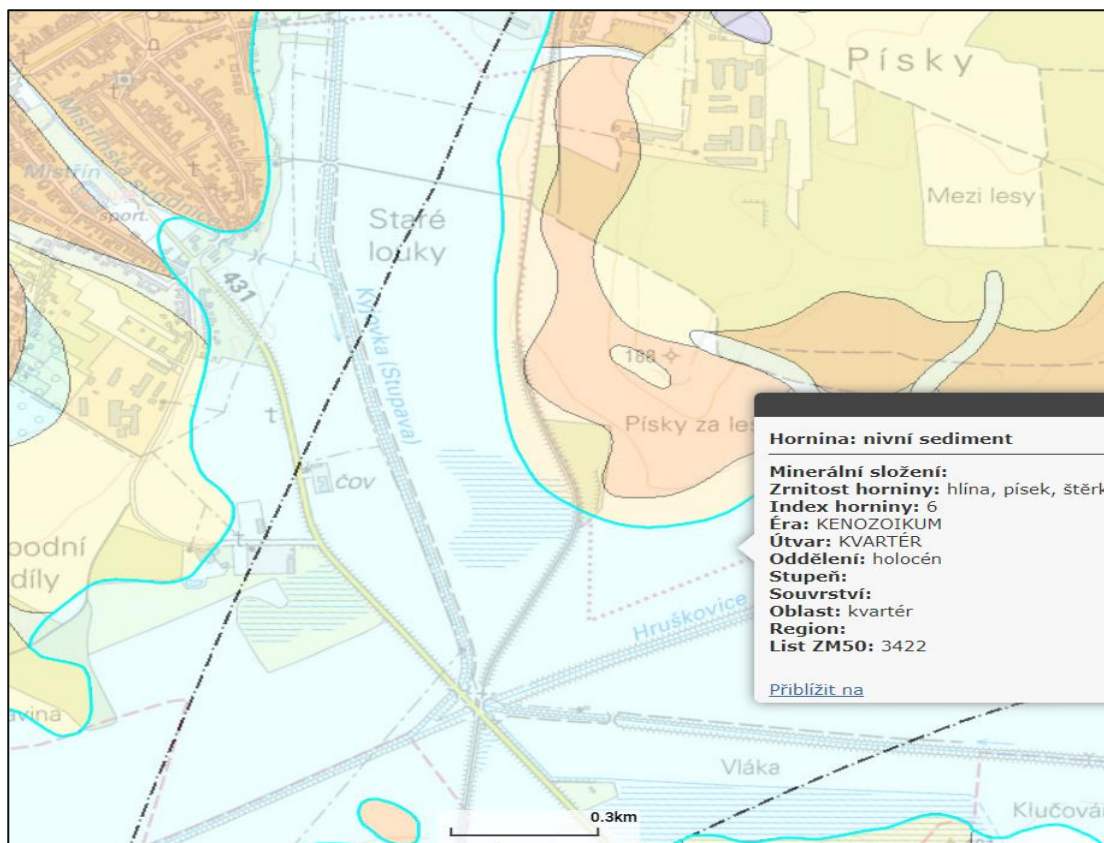 Písky
Mezi lesy
Mistřínské
Mistřín
sport.
Staré
louky
431
Kyjovka (Stupava)
188
Písky za les
ČOV
podní
díly
Hruškovice
avina
Vláka
Klučová
0.3km
Hornina: nivní sediment
Minerální složení:
Zrnitost horniny: hlína, písek, štěrk
Index horniny: 6
Éra: KENOZOIKUM
Útvar: KVARTÉR
Oddělení: holocén
Stupeň:
Souvrství:
Oblast: kvartér
Region:
List ZM50: 3422
Přiblížit na